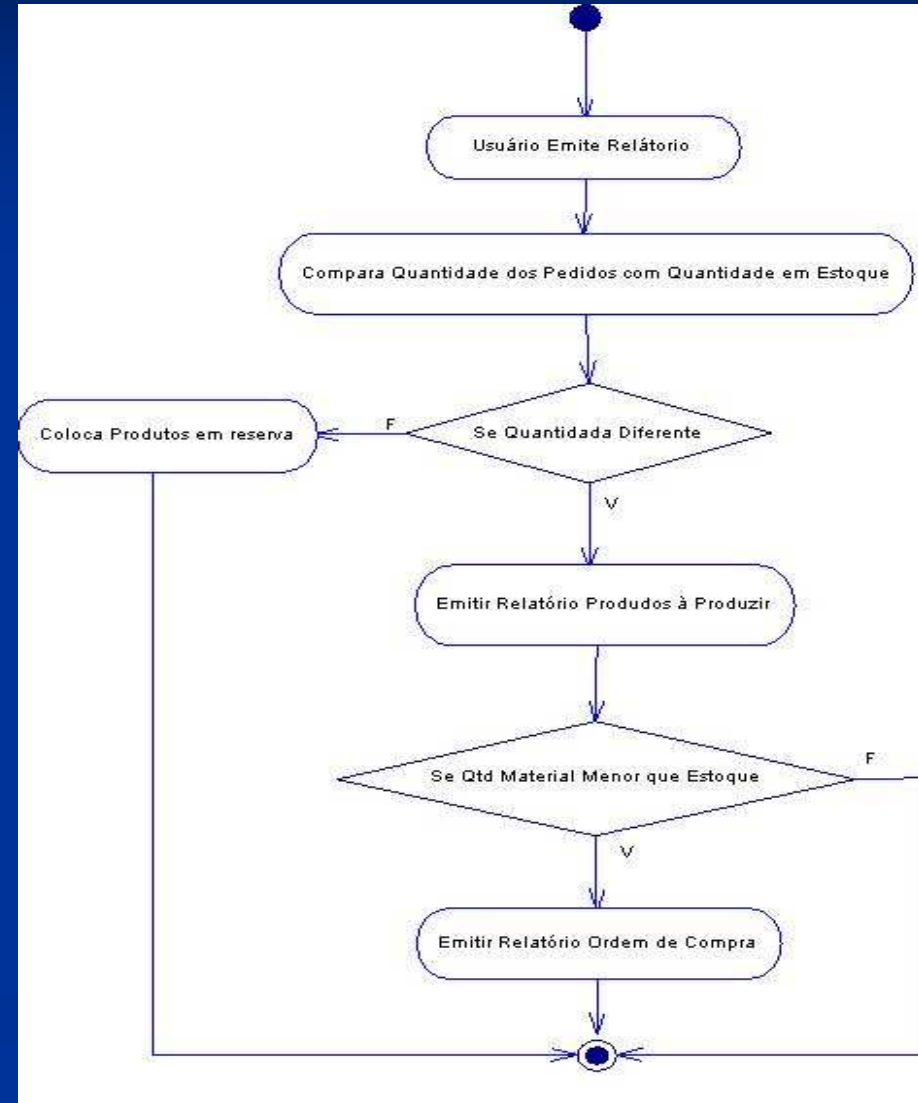 Usuário Emite Relátorio
Compara Quantidade dos Pedidos com Quantidade em Estoque
Se Quantidada Diferente
F
Coloca Produtos em reserva
V
Emitir Relatório Produdos à Produzir
Se Qtd Material Menor que Estoque
F
V
Emitir Relatório Ordem de Compra